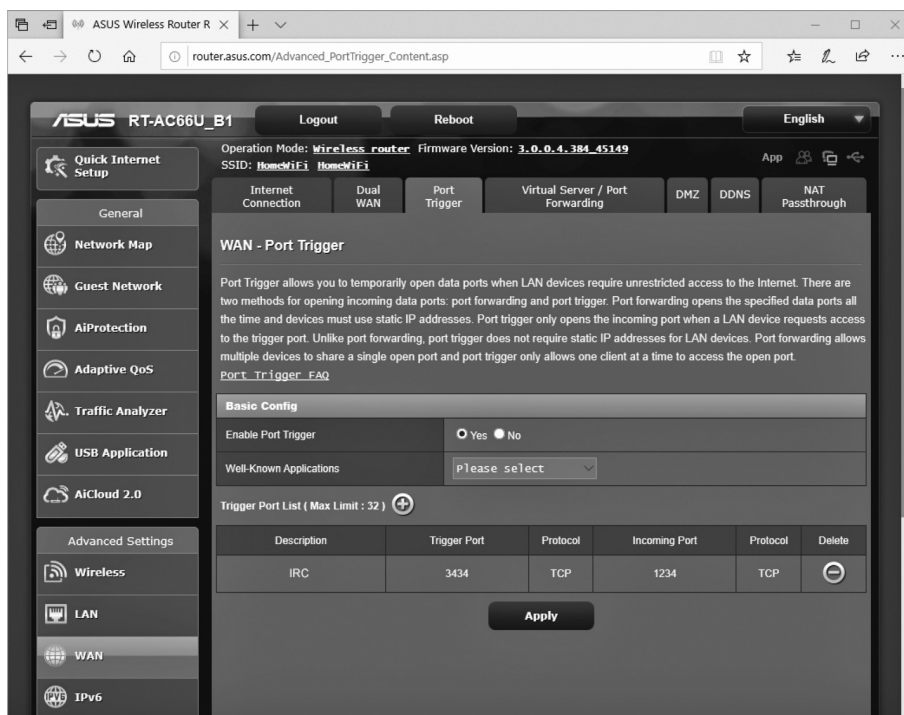 ASUS Wireless Router R
router.asus.com/Advanced_PortTrigger_Content.asp
ASUS RT-AC66U_B1 Logout Reboot English
Quick Internet Setup
Operation Mode: Wireless router Firmware Version: 3.0.0.4.384_45149
SSID: HomeWiFi HomeWiFi
App
Internet Connection Dual WAN Port Trigger Virtual Server / Port Forwarding DMZ DDNS NAT Passthrough
General
Network Map
Guest Network
AiProtection
Adaptive QoS
Traffic Analyzer
USB Application
AiCloud 2.0
Advanced Settings
Wireless
LAN
WAN
IPv6
IPV6
WAN - Port Trigger
Port Trigger allows you to temporarily open data ports when LAN devices require unrestricted access to the Internet. There are
two methods for opening incoming data ports: port forwarding and port trigger. Port forwarding opens the specified data ports all
the time and devices must use static IP addresses. Port trigger only opens the incoming port when a LAN device requests access
to the trigger port. Unlike port forwarding, port trigger does not require static IP addresses for LAN devices. Port forwarding allows
multiple devices to share a single open port and port trigger only allows one client at a time to access the open port.
Port Trigger FAQ
Basic Config
Enable Port Trigger Yes No
Well-Known Applications Please select
Trigger Port List ( Max Limit : 32 )
Description Trigger Port Protocol Incoming Port Protocol Delete
IRC 3434 TCP 1234 TCP
Apply